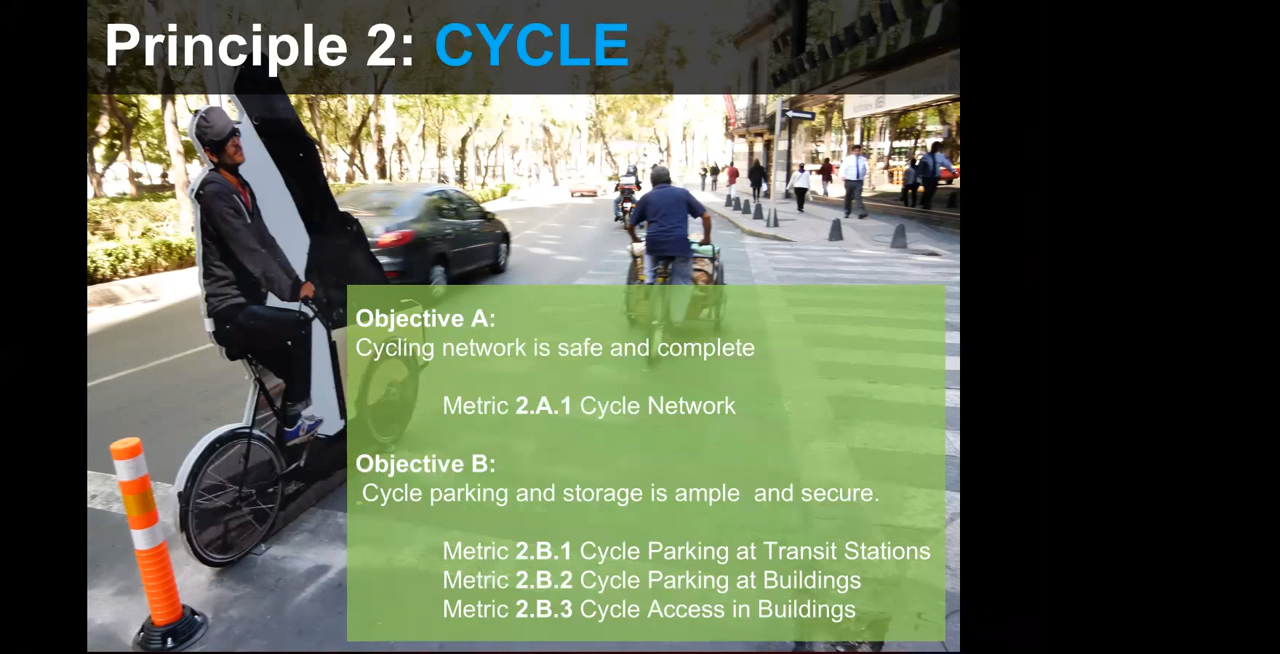 Principle 2: CYCLE
Objective A:
Cycling network is safe and complete
Metric 2.A.1 Cycle Network
Objective B:
Cycle parking and storage is ample and secure.
Metric 2.B.1 Cycle Parking at Transit Stations
Metric 2.B.2 Cycle Parking at Buildings
Metric 2.B.3 Cycle Access in Buildings